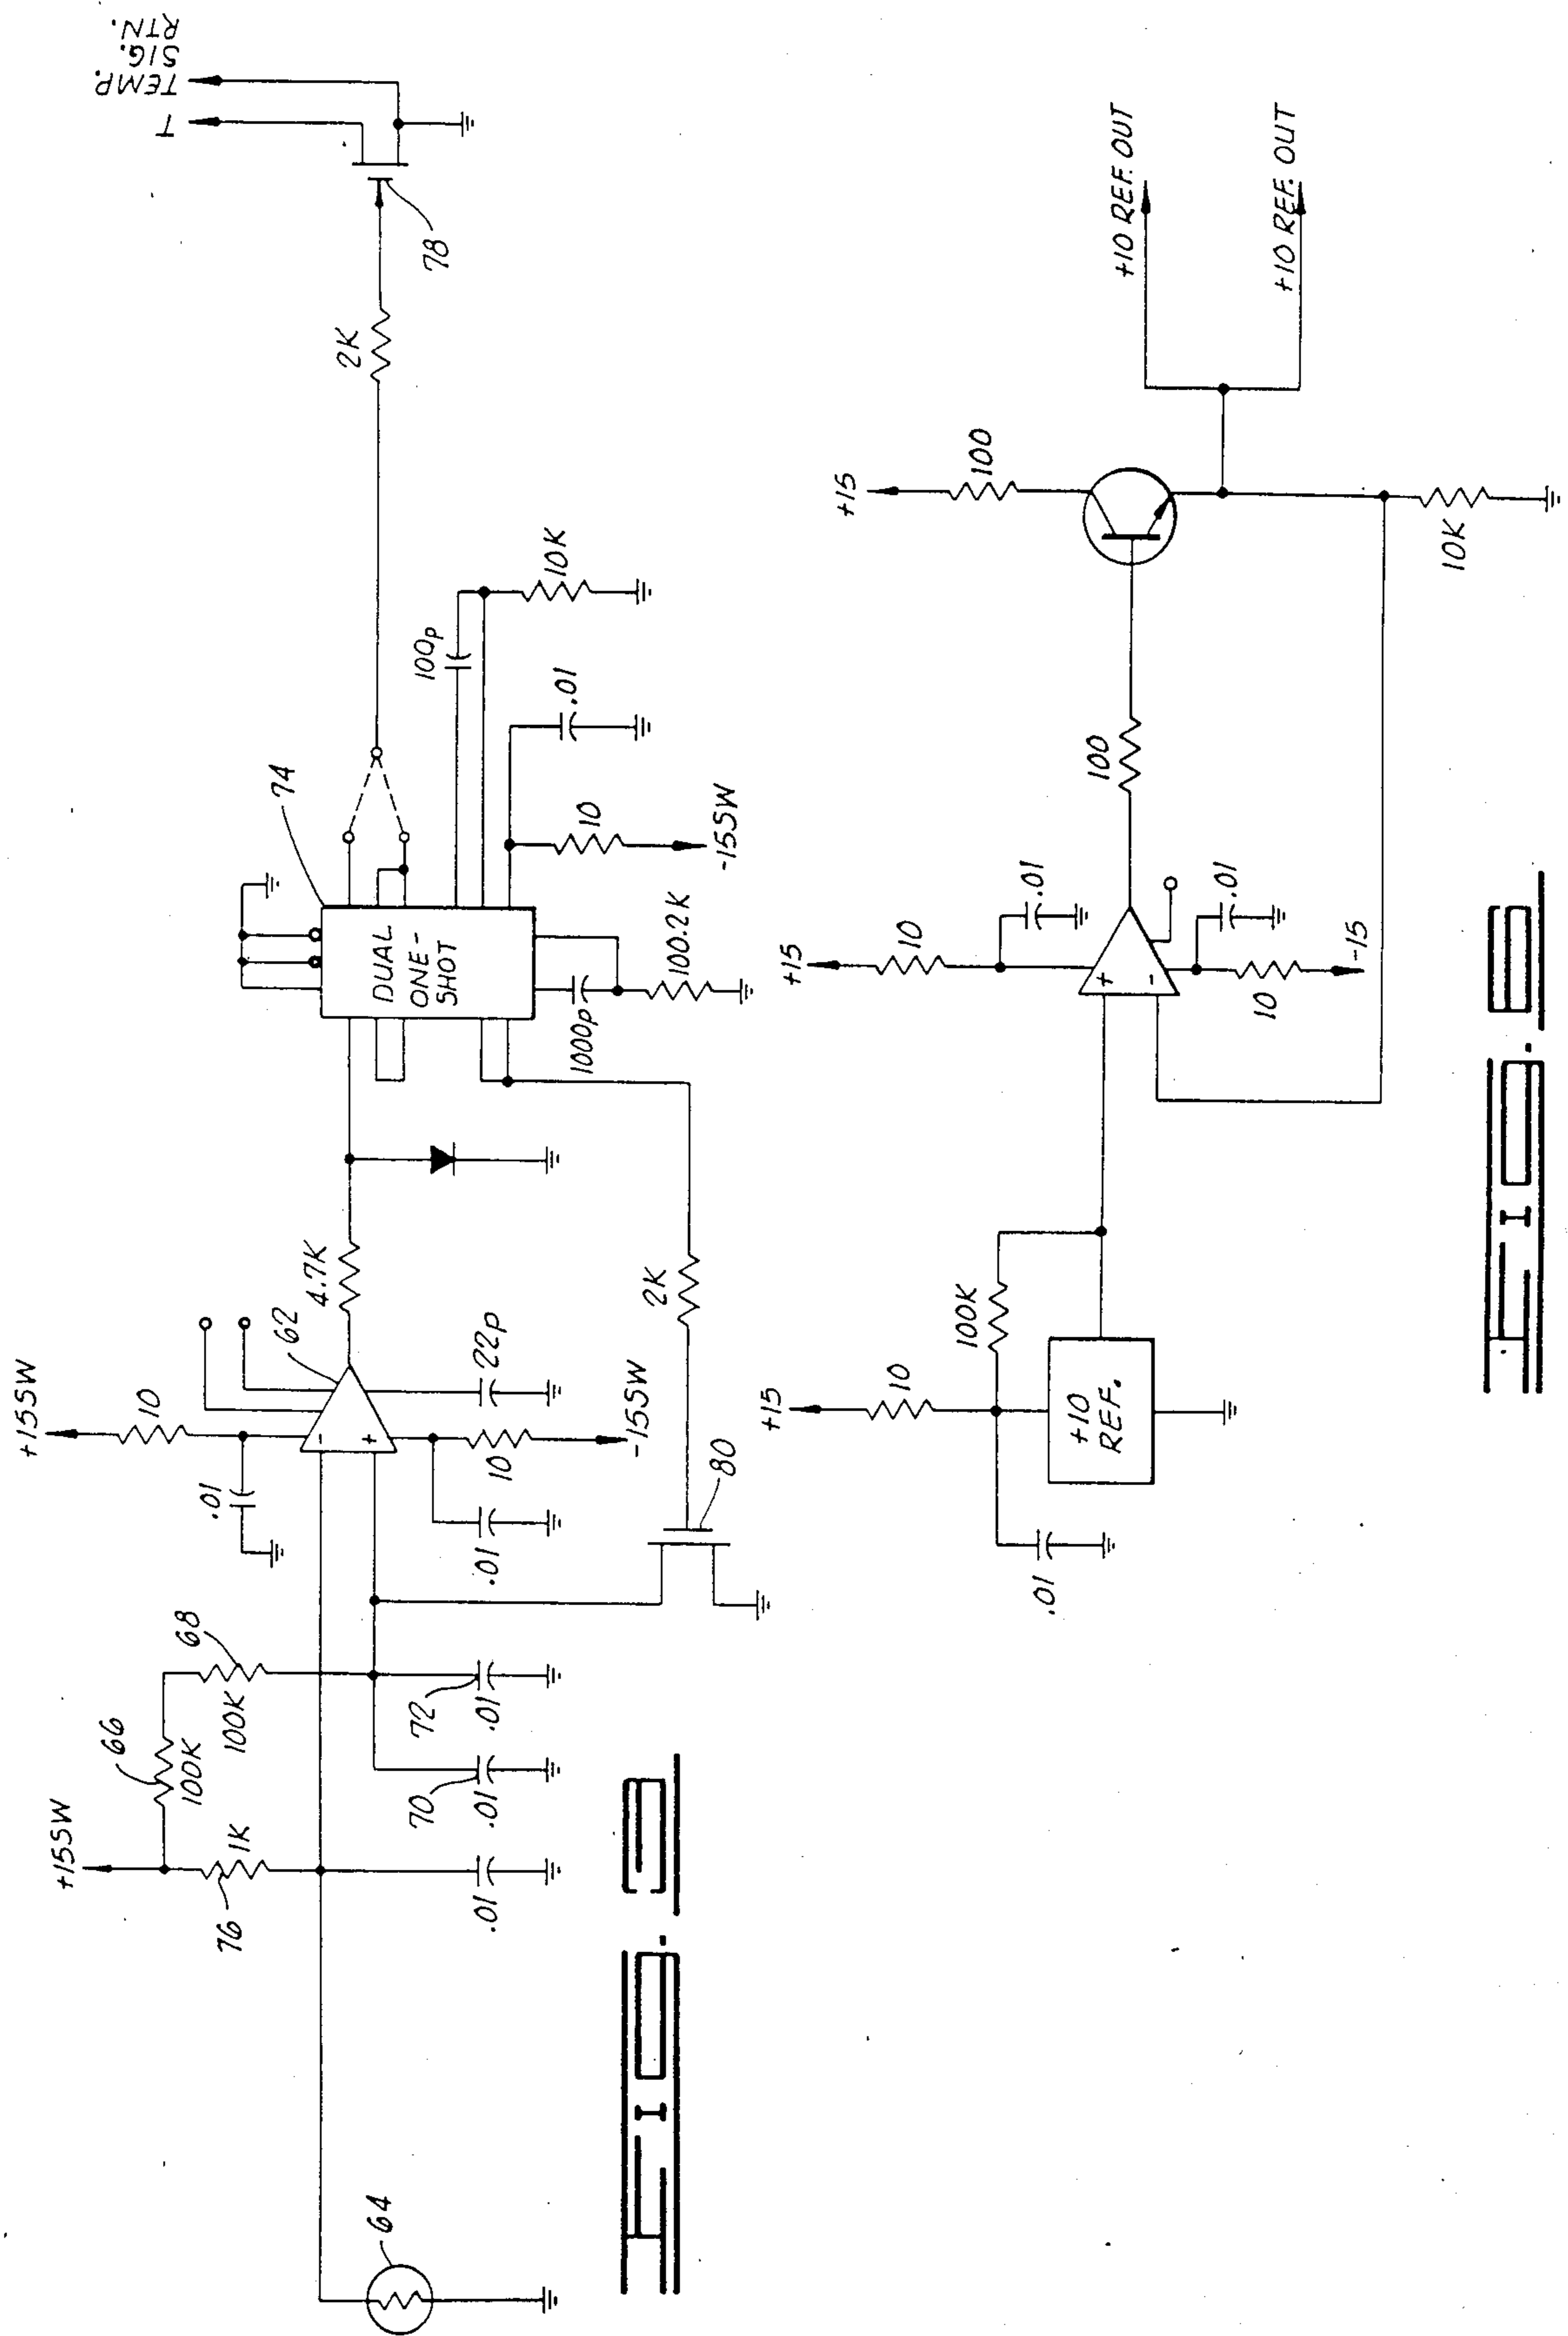 +15SW
66
100K
68
100K
76
1K
64
70
.01
72
.01
.01
+15SW
10
.01
62
4.7K
22p
10
.01
-15SW
80
2K
74
DUAL
ONE-
SHOT
1000p
100.2K
10
-15SW
.01
100p
10K
2K
78
T
TEMP.
SIG.
RTN.
FIG.
+15
10
100K
.01
+10
REF.
+15
10
.01
+
-
10
-15
.01
100
+15
100
10K
+10 REF. OUT
+10 REF. OUT
FIG.